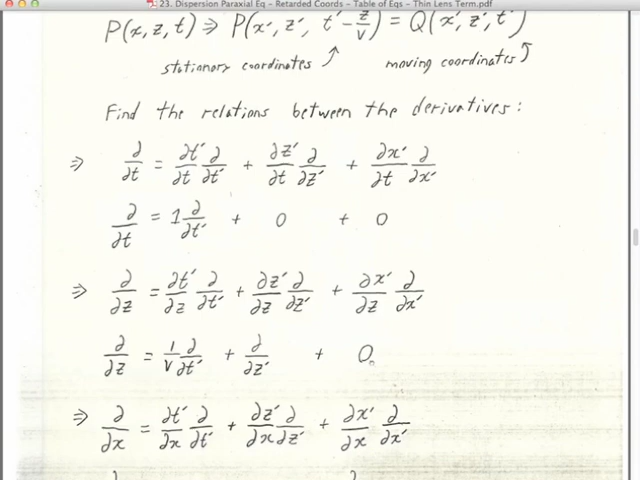 23. Dispersion Paraxial Eq - Retarded Coords - Table of Eqs - Thin Lens Term.pdf
P(x,z,t) ⇒ P(x′, z′, t′ - z/v) = Q(x′, z′, t′)
stationary coordinates ↗ moving coordinates ↗
Find the relations between the derivatives:
⇒ ∂/∂t = ∂t′/∂t ∂/∂t′ + ∂z′/∂t ∂/∂z′ + ∂x′/∂t ∂/∂x′
∂/∂t = 1 ∂/∂t′ + 0 + 0
⇒ ∂/∂z = ∂t′/∂z ∂/∂t′ + ∂z′/∂z ∂/∂z′ + ∂x′/∂z ∂/∂x′
∂/∂z = 1/v ∂/∂t′ + ∂/∂z′ + 0
⇒ ∂/∂x = ∂t′/∂x ∂/∂t′ + ∂z′/∂x ∂/∂z′ + ∂x′/∂x ∂/∂x′